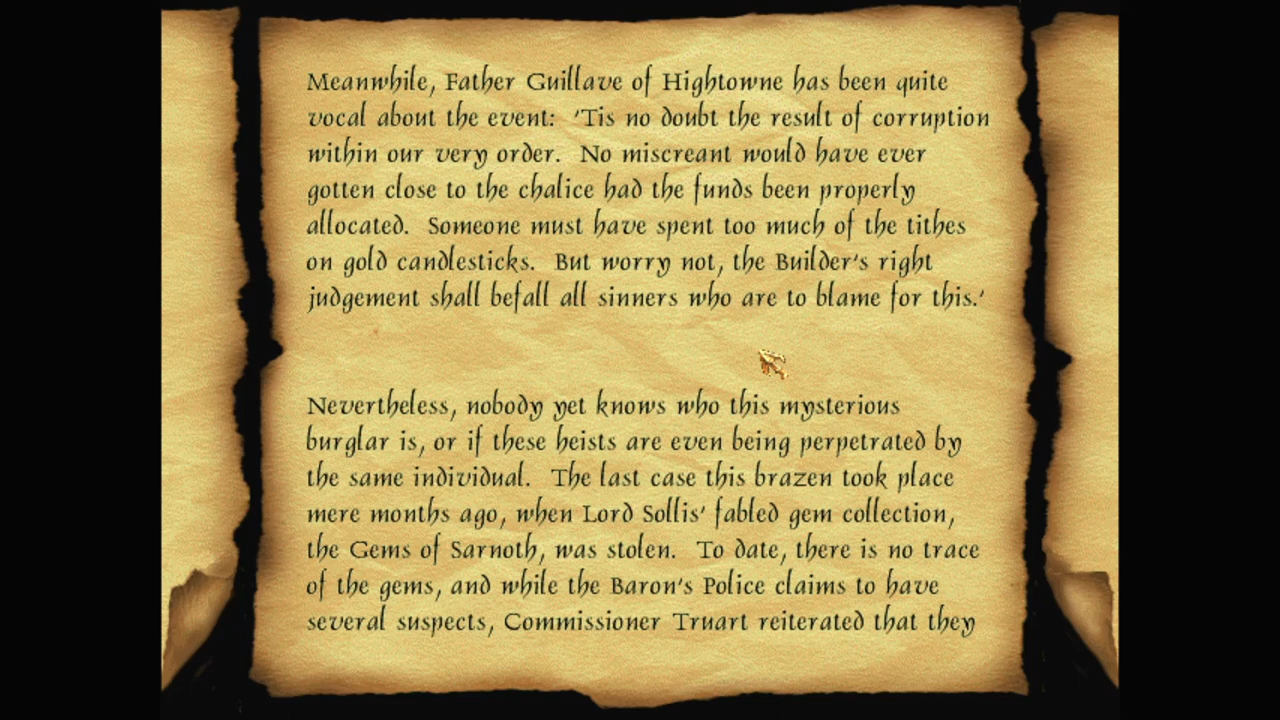 Meanwhile, Father Guillave of Hightowne has been quite
vocal about the event:  'Tis no doubt the result of corruption
within our very order.  No miscreant would have ever
gotten close to the chalice had the funds been properly
allocated.  Someone must have spent too much of the tithes
on gold candlesticks.  But worry not, the Builder's right
judgement shall befall all sinners who are to blame for this.'
Nevertheless, nobody yet knows who this mysterious
burglar is, or if these heists are even being perpetrated by
the same individual.  The last case this brazen took place
mere months ago, when Lord Sollis' fabled gem collection,
the Gems of Sarnoth, was stolen.  To date, there is no trace
of the gems, and while the Baron's Police claims to have
several suspects, Commissioner Truart reiterated that they